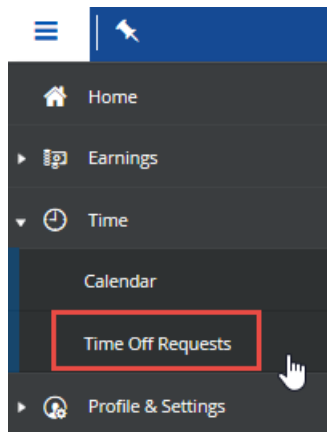 Home
Earnings
Time
Calendar
Time Off Requests
Profile & Settings